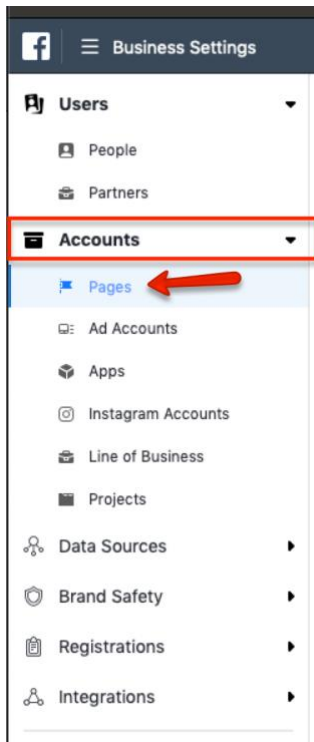 f Business Settings
Users
People
Partners
Accounts
Pages
Ad Accounts
Apps
Instagram Accounts
Line of Business
Projects
Data Sources
Brand Safety
Registrations
Integrations